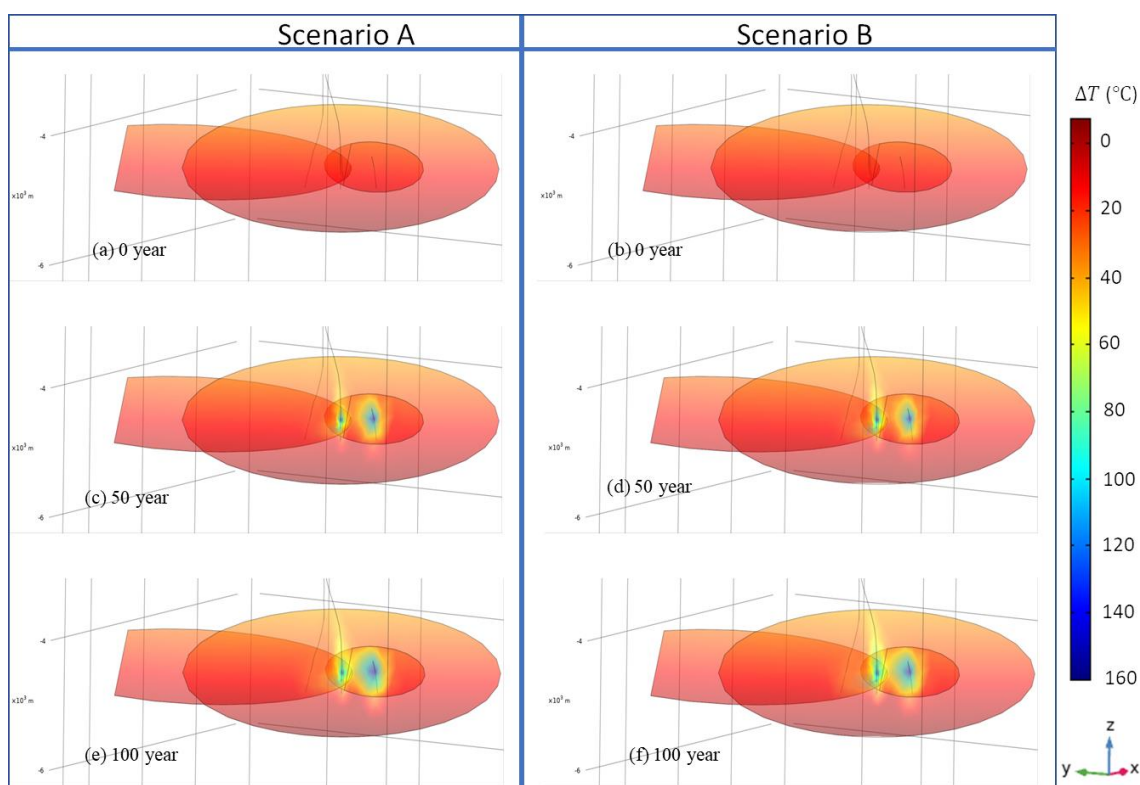 Scenario A
Scenario B
-4
×10³ m
-6
(a) 0 year
-4
×10³ m
-6
(b) 0 year
-4
×10³ m
-6
(c) 50 year
-4
×10³ m
-6
(d) 50 year
-4
×10³ m
-6
(e) 100 year
-4
×10³ m
-6
(f) 100 year
ΔT (°C)
0
20
40
60
80
100
120
140
160
z
y
x